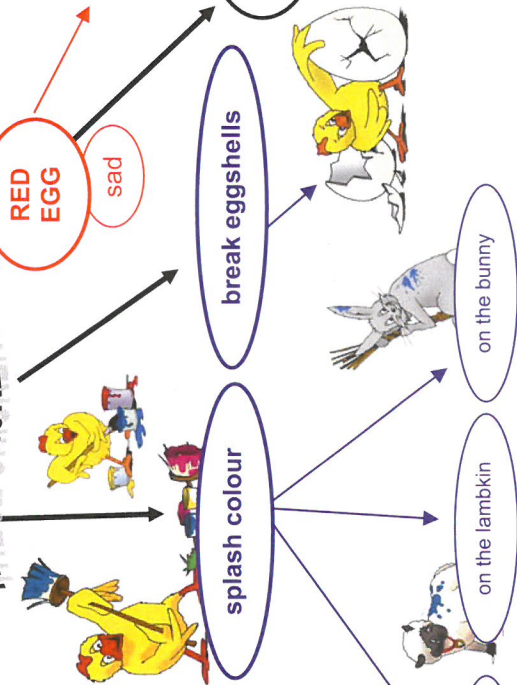 RED
EGG
sad
break eggshells
splash colour
on the bunny
on the lambkin